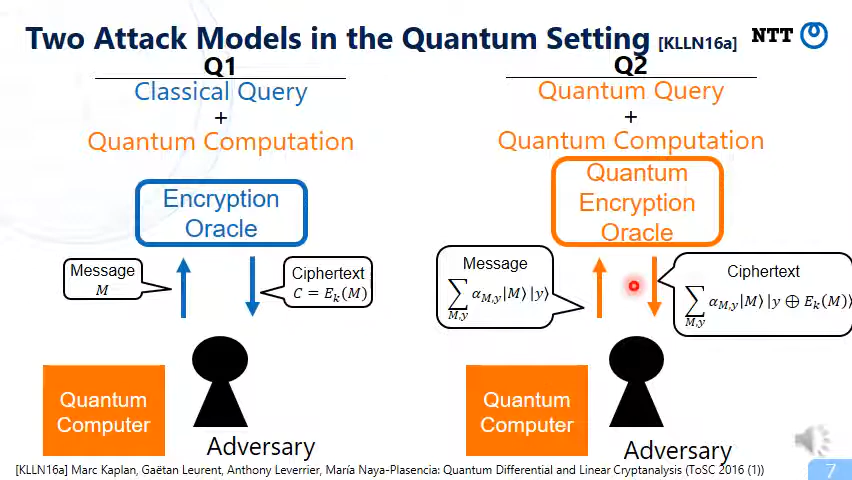 Two Attack Models in the Quantum Setting [KLLN16a]
NTT
Q1
Classical Query
+
Quantum Computation
Encryption
Oracle
Message
M
Ciphertext
C = E_k(M)
Quantum
Computer
Adversary
Q2
Quantum Query
+
Quantum Computation
Quantum
Encryption
Oracle
Message
∑_{M,y} α_{M,y}|M⟩|y⟩
Ciphertext
∑_{M,y} α_{M,y}|M⟩|y ⊕ E_k(M)⟩
Quantum
Computer
Adversary
[KLLN16a] Marc Kaplan, Gaëtan Leurent, Anthony Leverrier, María Naya-Plasencia: Quantum Differential and Linear Cryptanalysis (ToSC 2016 (1))
7